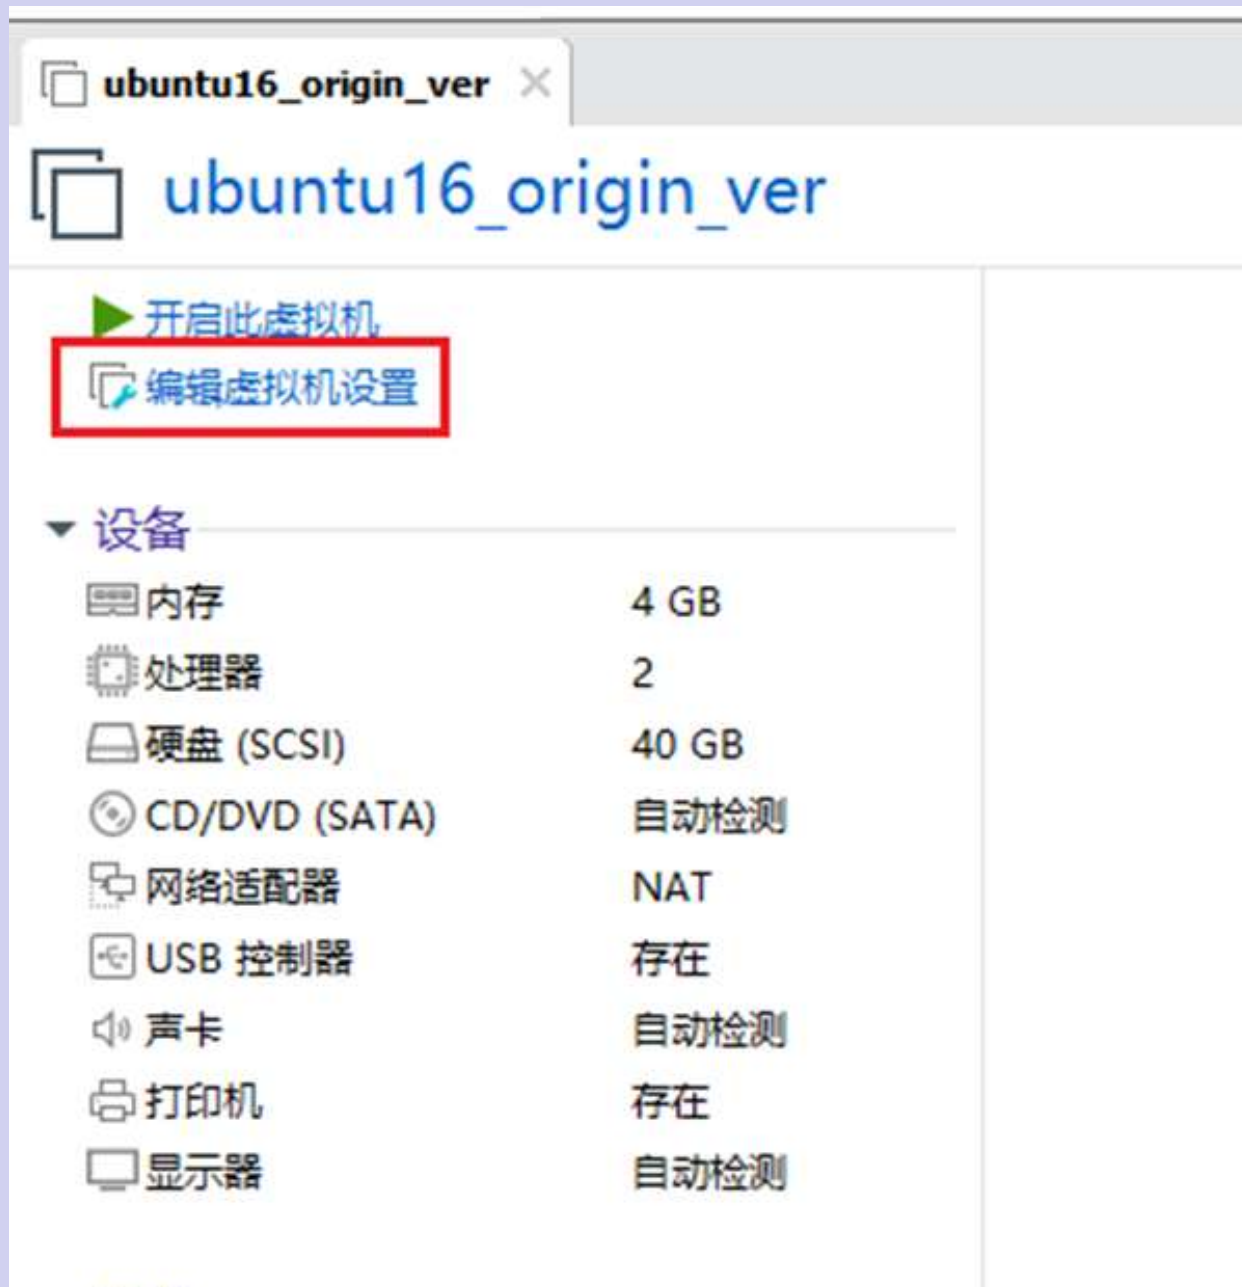 ubuntu16_origin_ver
ubuntu16_origin_ver
开启此虚拟机
编辑虚拟机设置
设备
内存 4 GB
处理器 2
硬盘 (SCSI) 40 GB
CD/DVD (SATA) 自动检测
网络适配器 NAT
USB 控制器 存在
声卡 自动检测
打印机 存在
显示器 自动检测